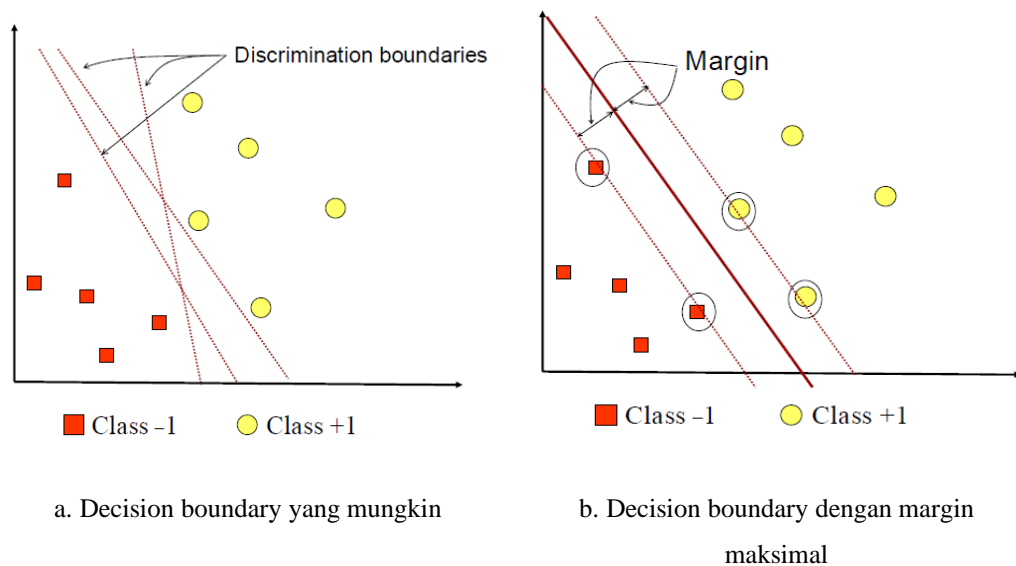 Discrimination boundaries
Class –1
Class +1
a. Decision boundary yang mungkin
Margin
Class –1
Class +1
b. Decision boundary dengan margin
maksimal